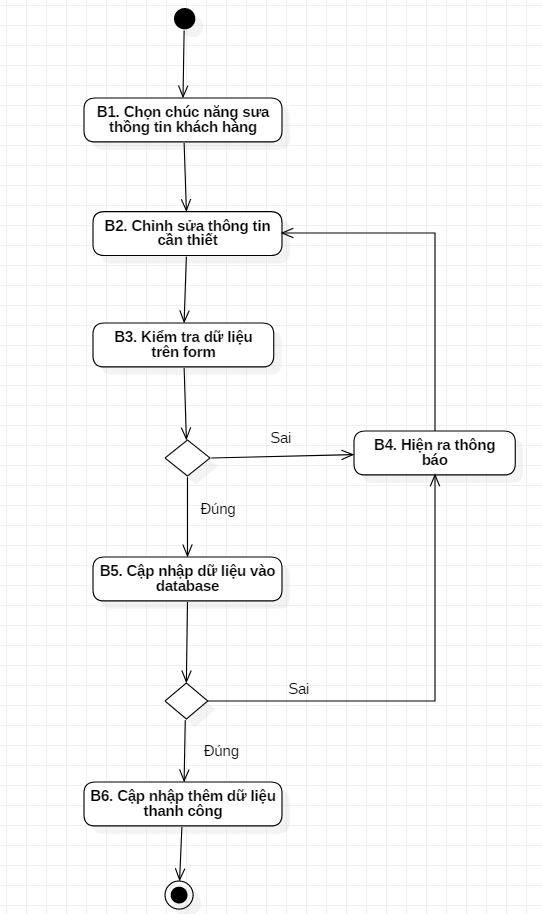 B1. Chọn chúc năng sưa
thông tin khách hàng
B2. Chỉnh sửa thông tin
cần thiết
B3. Kiểm tra dữ liệu
trên form
Sai
B4. Hiện ra thông
báo
Đúng
B5. Cập nhập dữ liệu vào
database
Sai
Đúng
B6. Cập nhập thêm dữ liệu
thanh công